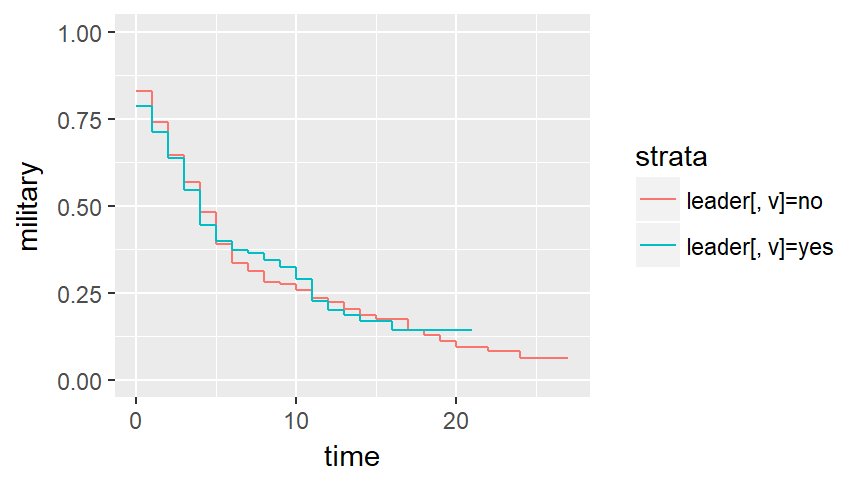 1.00
0.75
0.50
0.25
0.00
military
0
10
20
time
strata
leader[, v]=no
leader[, v]=yes